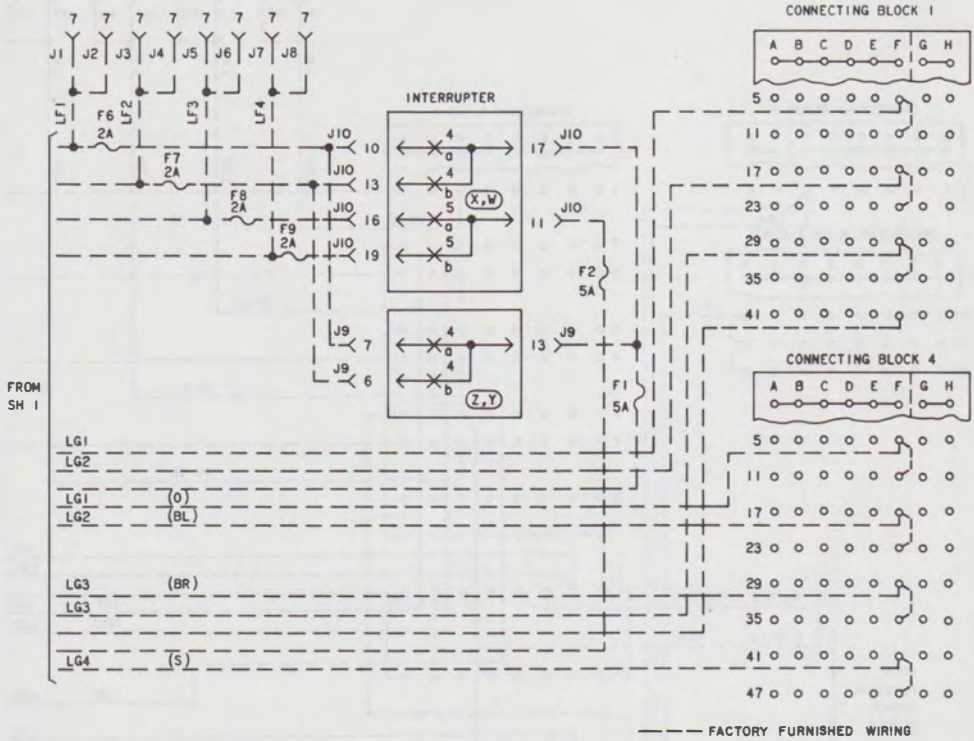 7 7 7 7 7 7 7 7
J1 J2 J3 J4 J5 J6 J7 J8
LF1 LF2 LF3 LF4
F6
2A
F7
2A
F8
2A
F9
2A
INTERRUPTER
J10 10 4 a 17 J10
J10 13 4 b
(X,W)
J10 16 5 a 11 J10
J10 19 5 b
F2
5A
J9 7 4 a 13 J9
J9 6 4 b
(Z,Y)
F1
5A
FROM
SH 1
LG1
LG2
LG1 (O)
LG2 (BL)
LG3 (BR)
LG3
LG4 (S)
CONNECTING BLOCK 1
A B C D E F G H
5
11
17
23
29
35
41
CONNECTING BLOCK 4
A B C D E F G H
5
11
17
23
29
35
41
47
FACTORY FURNISHED WIRING